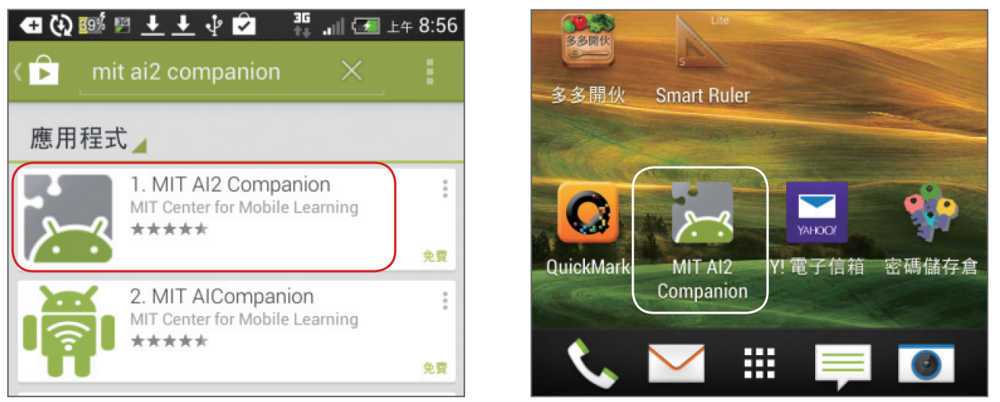 39%
3G
3G
上午 8:56
mit ai2 companion
應用程式
1. MIT AI2 Companion
MIT Center for Mobile Learning
免費
2. MIT AICompanion
MIT Center for Mobile Learning
免費
多多開伙
Lite
S
多多開伙
Smart Ruler
YAHOO!
QuickMark
MIT AI2
Companion
Y! 電子信箱
密碼儲存倉